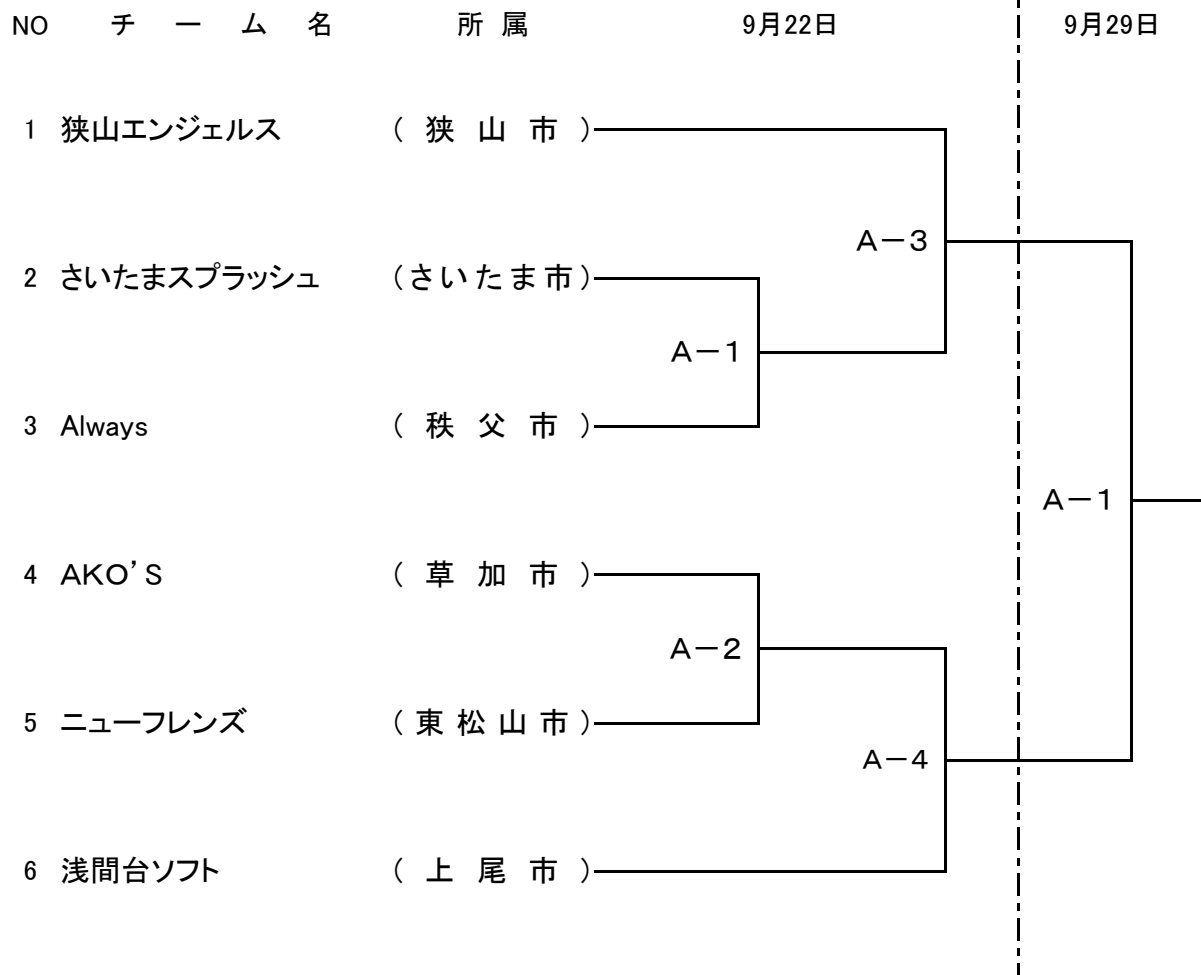 NO チーム名 所属 9月22日 9月29日
1 狭山エンジェルス (狭山市)
A－3
2 さいたまスプラッシュ (さいたま市)
A－1
3 Always (秩父市)
A－1
4 AKO'S (草加市)
A－2
5 ニューフレンズ (東松山市)
A－4
6 浅間台ソフト (上尾市)